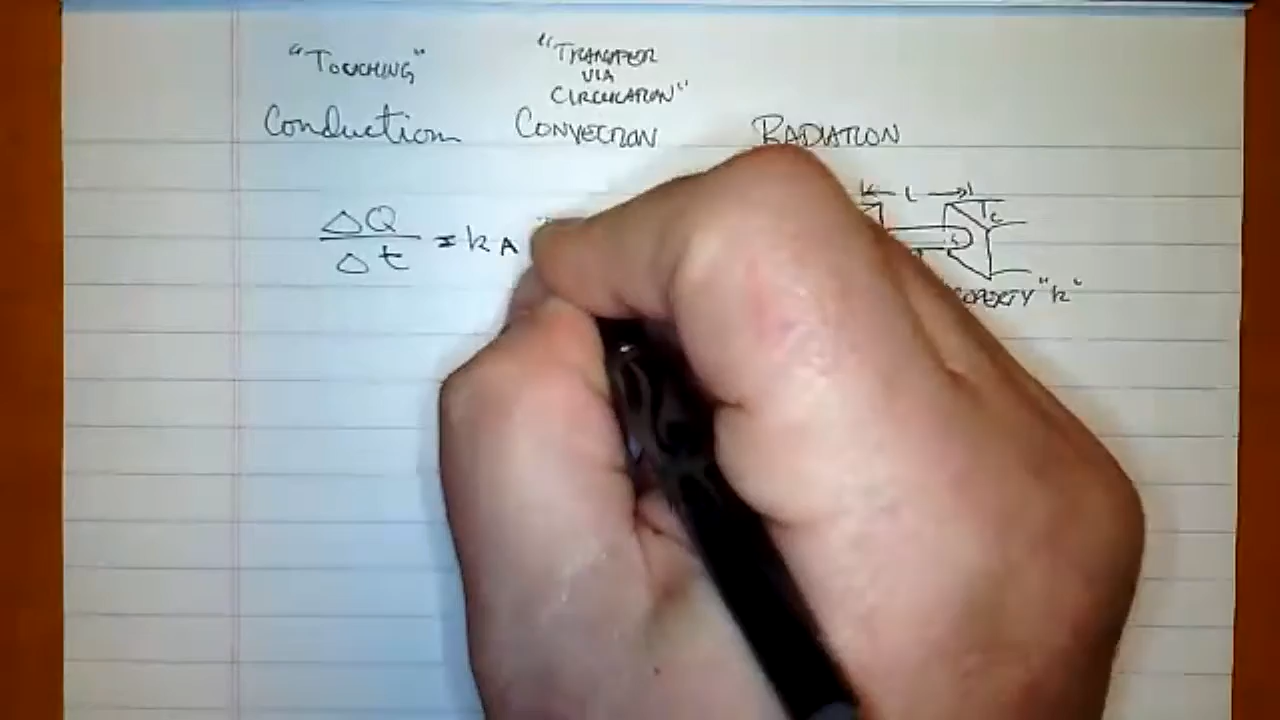 "TOUCHING"
"TRANSFER
VIA
CIRCULATION"
Conduction CONVECTION RADIATION
L
Tc
ΔQ
= k A
Δt
"k"